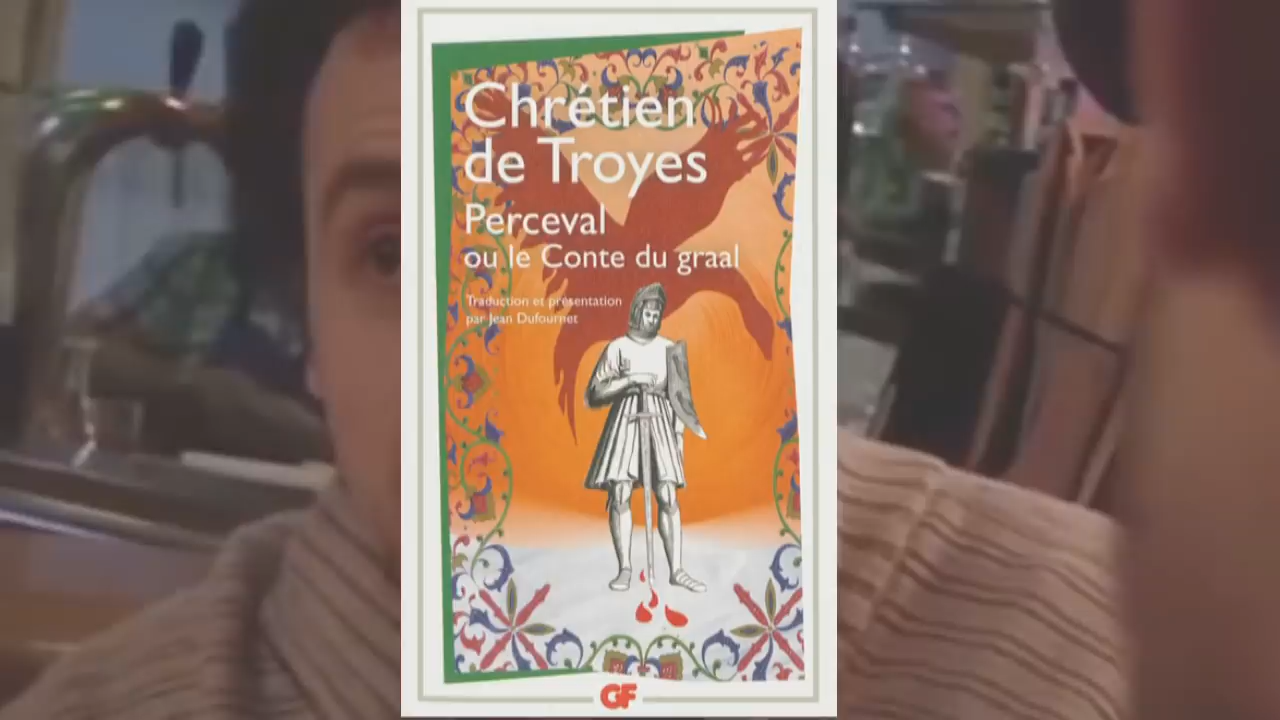 Chrétien
de Troyes
Perceval
ou le Conte du graal
Traduction et présentation
par Jean Dufournet
GF